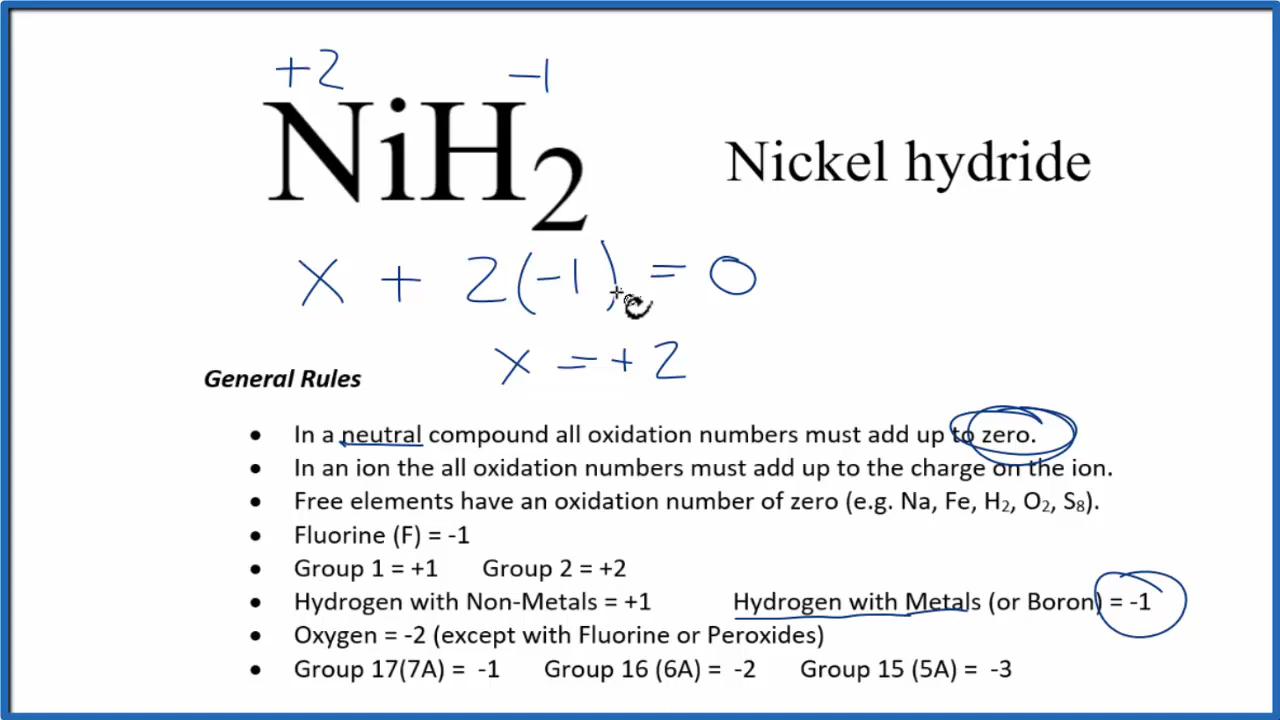 +2 -1
NiH2 Nickel hydride
x + 2(-1) = 0
x = +2
General Rules
• In a neutral compound all oxidation numbers must add up to zero.
• In an ion the all oxidation numbers must add up to the charge on the ion.
• Free elements have an oxidation number of zero (e.g. Na, Fe, H₂, O₂, S₈).
• Fluorine (F) = -1
• Group 1 = +1 Group 2 = +2
• Hydrogen with Non-Metals = +1 Hydrogen with Metals (or Boron) = -1
• Oxygen = -2 (except with Fluorine or Peroxides)
• Group 17(7A) = -1 Group 16 (6A) = -2 Group 15 (5A) = -3